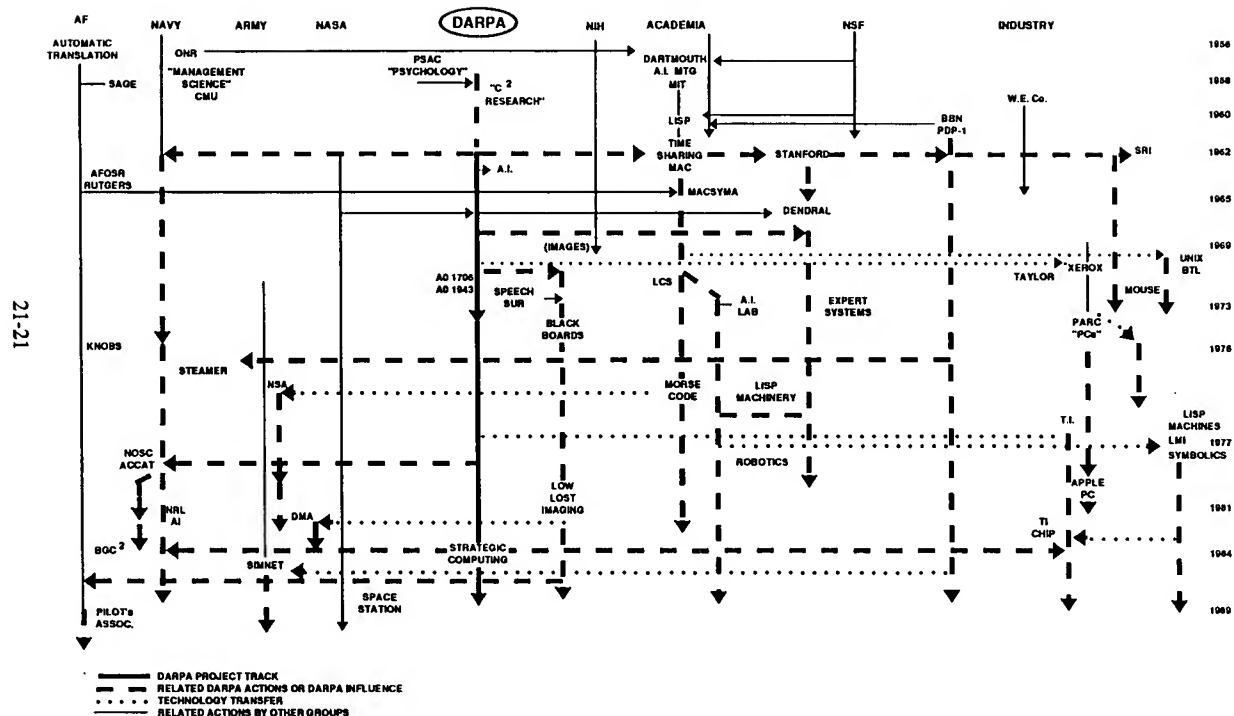 AF NAVY ARMY NASA DARPA NIH ACADEMIA NSF INDUSTRY
AUTOMATIC
TRANSLATION
ONR
1956
SAGE
"MANAGEMENT
SCIENCE"
CMU
PSAC
"PSYCHOLOGY"
"C 2
RESEARCH"
DARTMOUTH
A.I. MTG
MIT
1958
LISP
BBN
PDP-1
W.E. Co.
1960
TIME
SHARING
MAC
STANFORD
SRI
1962
A.I.
AFOSR
RUTGERS
MACSYMA
1965
DENDRAL
(IMAGES)
1969
AO 1706
AO 1943
SPEECH
SUR
BLACK
BOARDS
LCS
A.I.
LAB
EXPERT
SYSTEMS
TAYLOR
XEROX
UNIX
BTL
MOUSE
1973
PARC
"PCs"
KNOBS
1976
STEAMER
NSA
MORSE
CODE
LISP
MACHINERY
T.I.
LISP
MACHINES
LMI
SYMBOLICS
1977
NOSC
ACCAT
ROBOTICS
NRL
AI
DMA
LOW
LOST
IMAGING
APPLE
PC
1981
TI
CHIP
BGC 2
STRATEGIC
COMPUTING
1984
SIMNET
SPACE
STATION
PILOT's
ASSOC.
1989
DARPA PROJECT TRACK
RELATED DARPA ACTIONS OR DARPA INFLUENCE
TECHNOLOGY TRANSFER
RELATED ACTIONS BY OTHER GROUPS
21-21